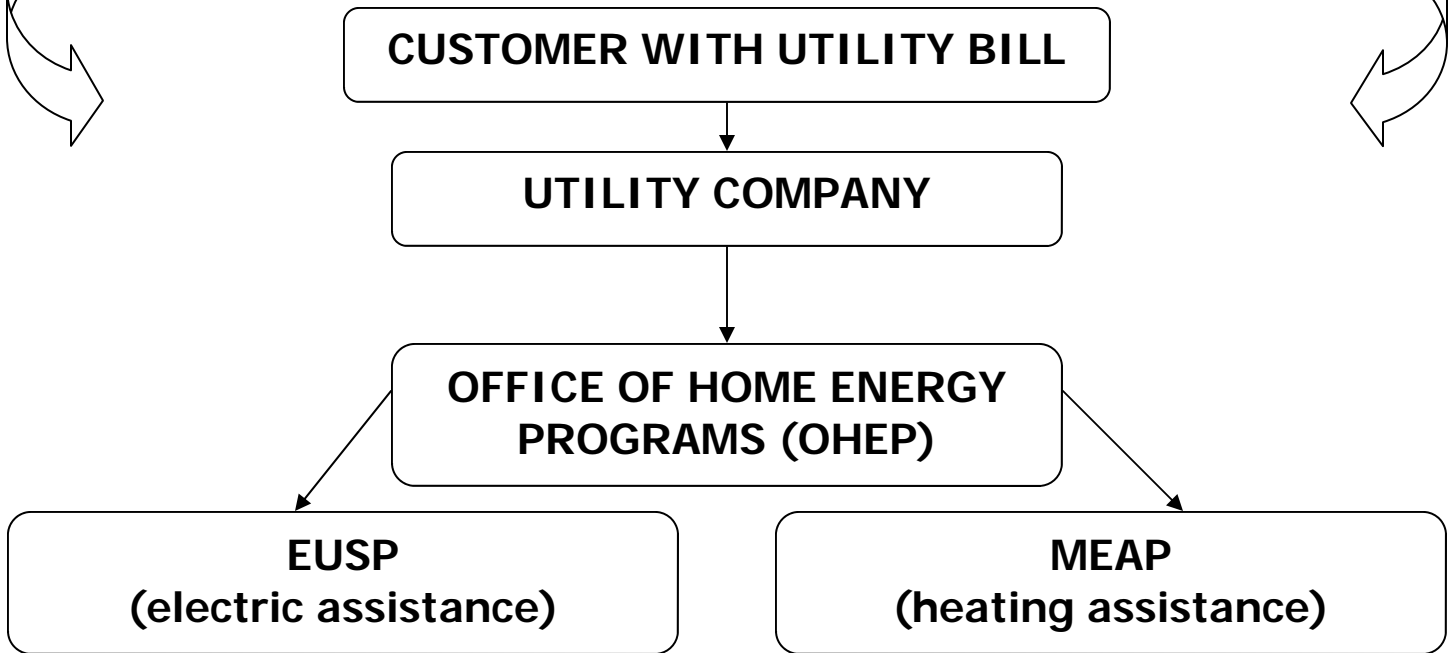 CUSTOMER WITH UTILITY BILL
UTILITY COMPANY
OFFICE OF HOME ENERGY
PROGRAMS (OHEP)
EUSP
(electric assistance)
MEAP
(heating assistance)